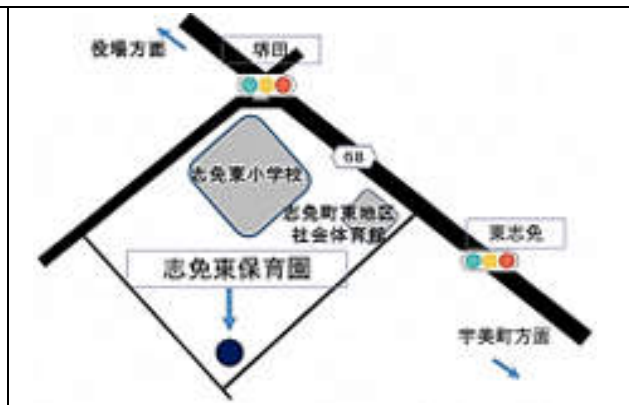 役場方面
堺田
68
志免東小学校
志免町東地区
社会体育館
東志免
志免東保育園
宇美町方面